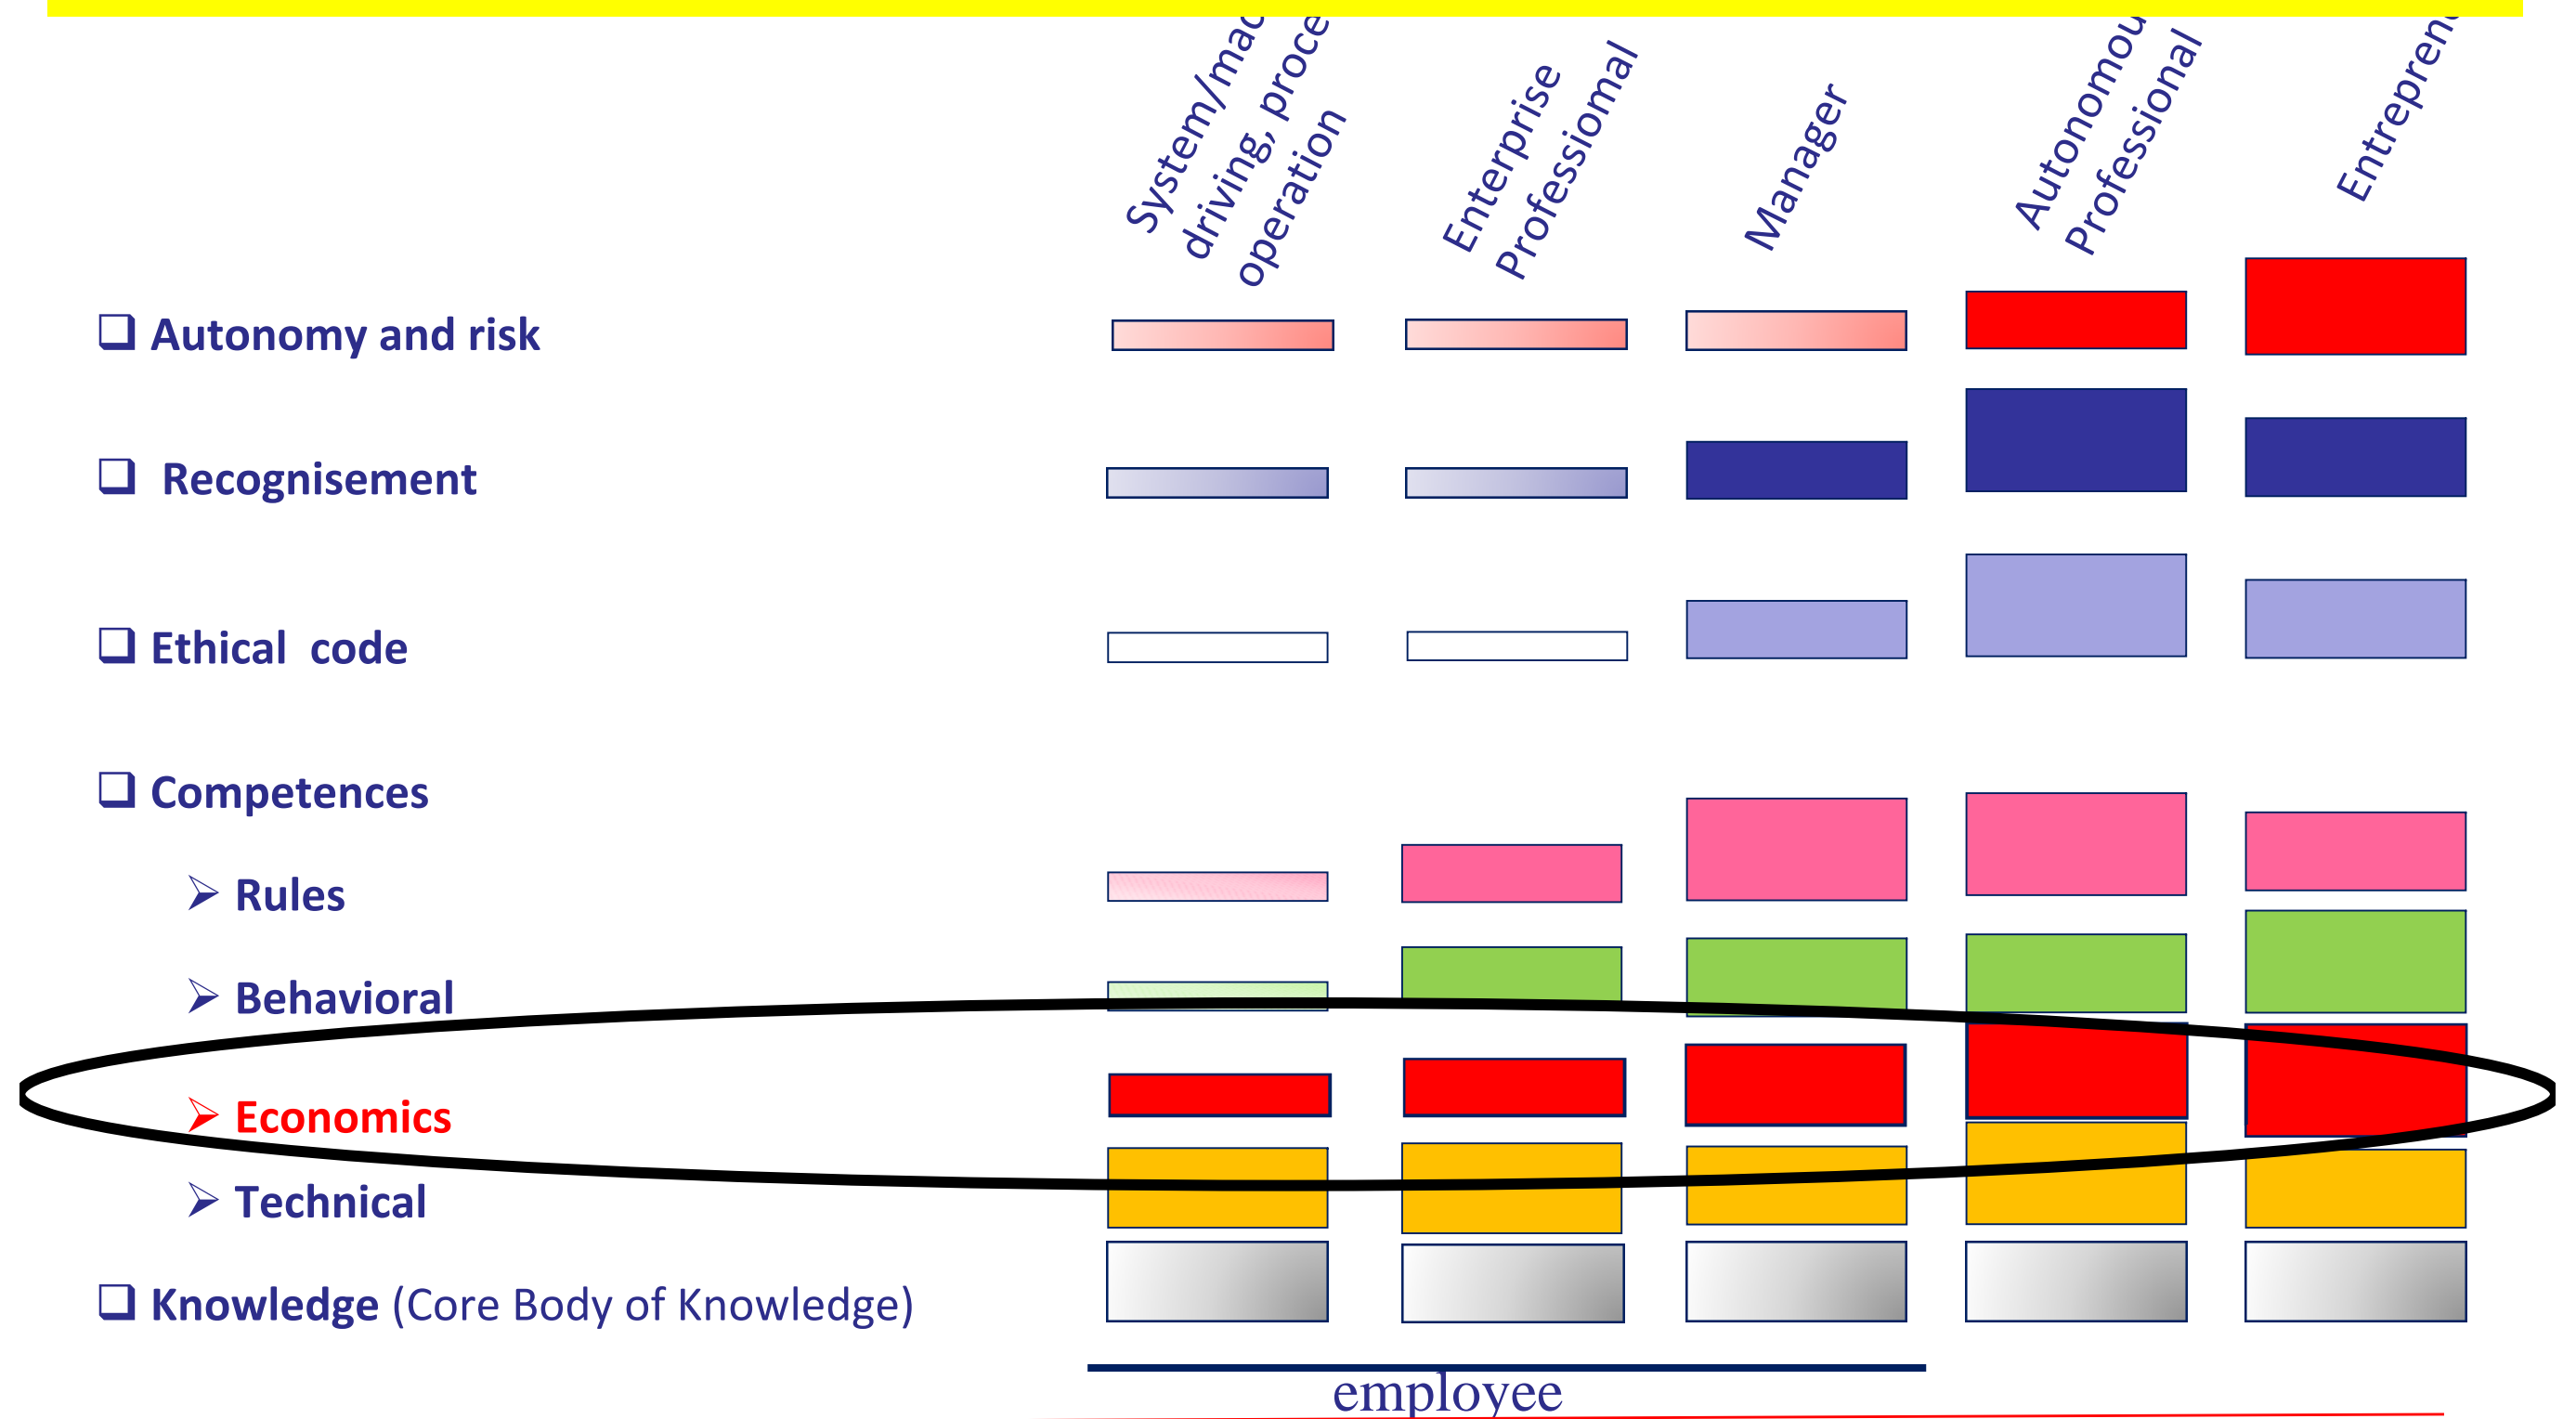 System/mac
driving, proce
operation
Enterprise
Professiomal
Manager
Autonomou
Professional
Entreprene
Autonomy and risk
Recognisement
Ethical code
Competences
Rules
Behavioral
Economics
Technical
Knowledge (Core Body of Knowledge)
employee